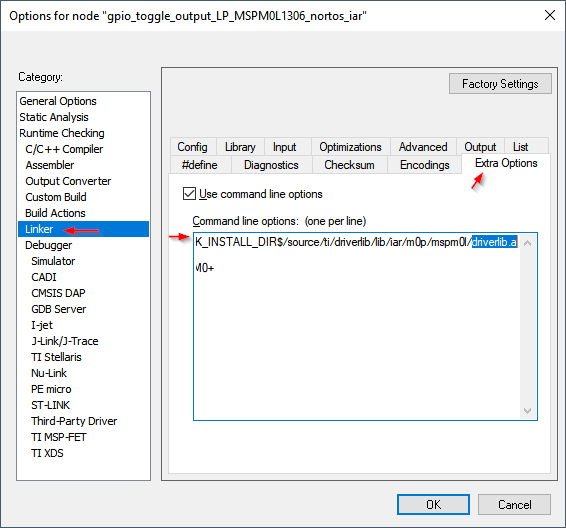 Options for node "gpio_toggle_output_LP_MSPM0L1306_nortos_iar"
Category:
General Options
Static Analysis
Runtime Checking
C/C++ Compiler
Assembler
Output Converter
Custom Build
Build Actions
Linker
Debugger
Simulator
CADI
CMSIS DAP
GDB Server
I-jet
J-Link/J-Trace
TI Stellaris
Nu-Link
PE micro
ST-LINK
Third-Party Driver
TI MSP-FET
TI XDS
Factory Settings
Config Library Input Optimizations Advanced Output List
#define Diagnostics Checksum Encodings Extra Options
Use command line options
Command line options: (one per line)
K_INSTALL_DIR$/source/ti/driverlib/lib/iar/m0p/mspm0l/driverlib.a
M0+
OK Cancel